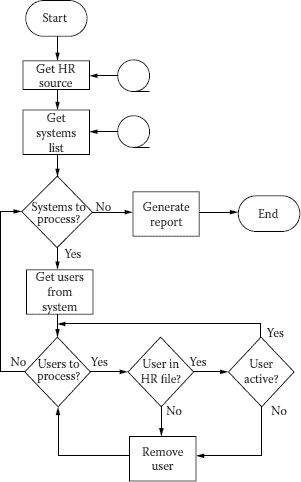 Start
Get HR
source
Get
systems
list
Systems to
process?
No
Generate
report
End
Yes
Get users
from
system
Yes
No
Users to
process?
Yes
User in
HR file?
Yes
User
active?
No
No
Remove
user